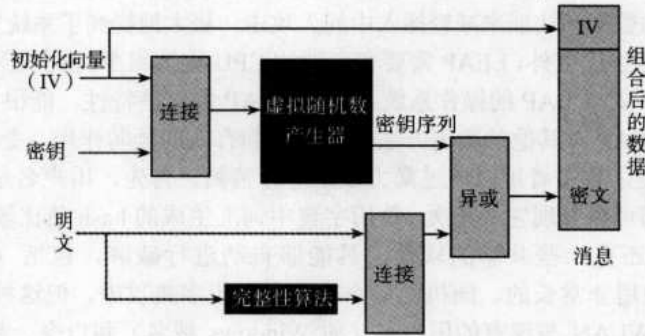 IV
初始化向量
（IV）
连接
虚拟随机数
产生器
组合后的数据
密钥
密钥序列
异或
密文
明文
连接
消息
完整性算法